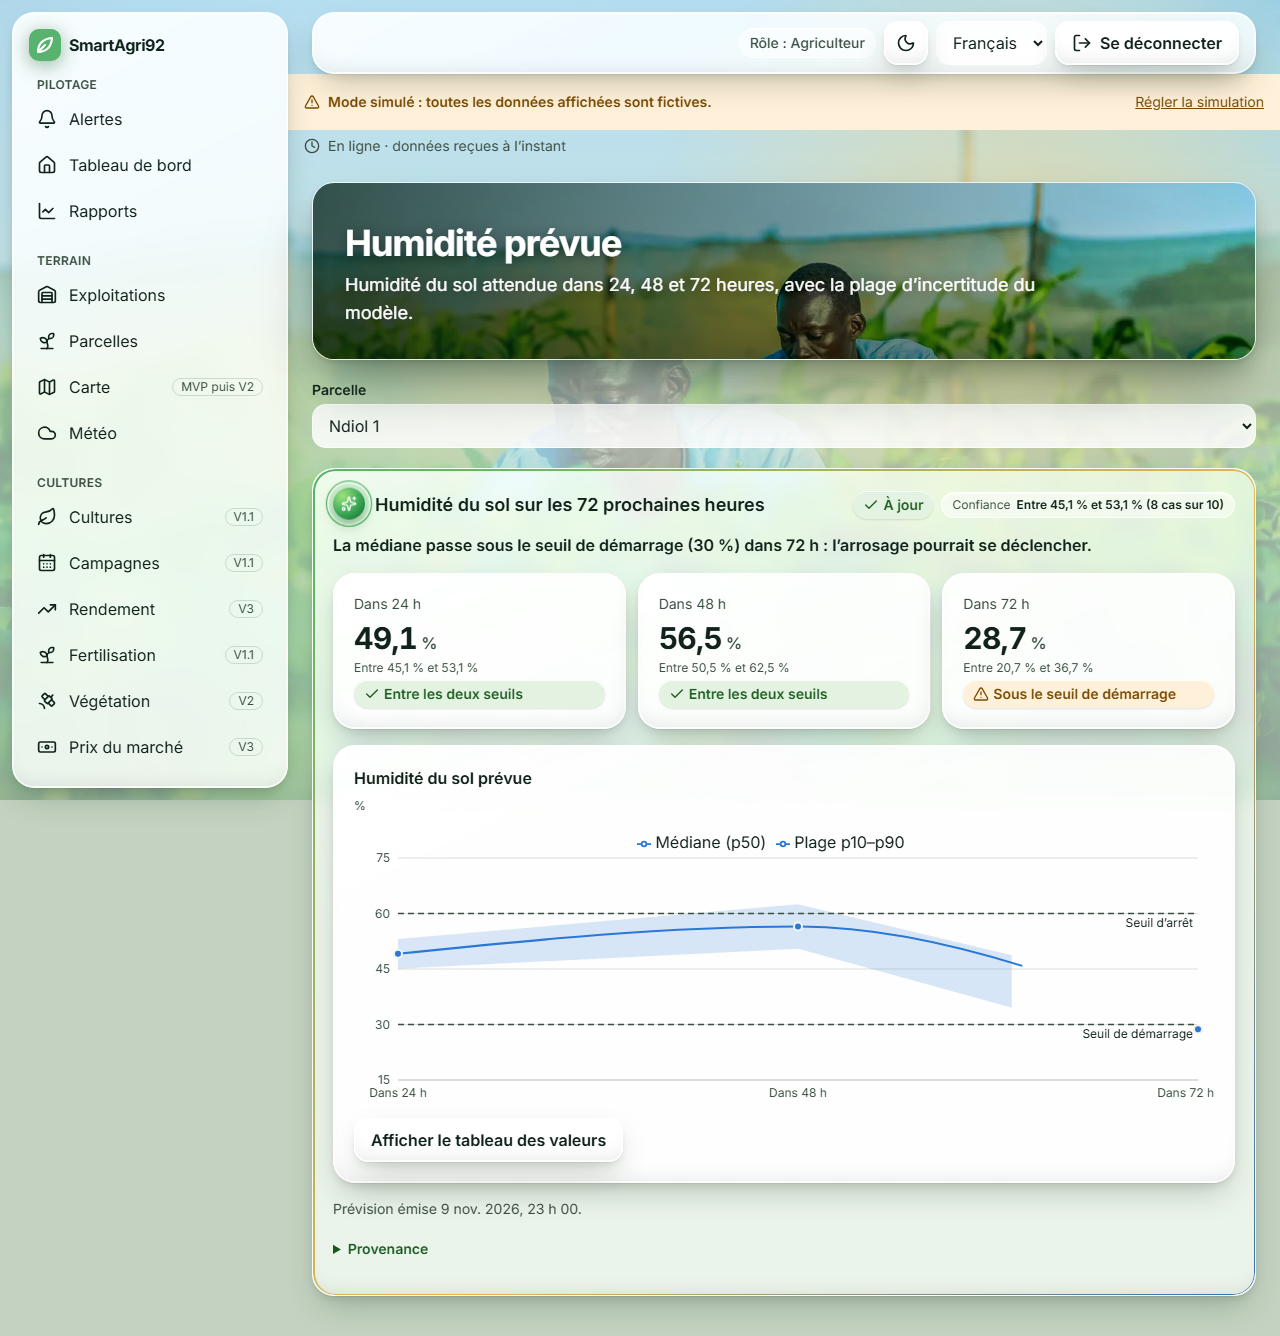 SmartAgri92
PILOTAGE
Alertes
Tableau de bord
Rapports
TERRAIN
Exploitations
Parcelles
Carte MVP puis V2
Météo
CULTURES
Cultures V1.1
Campagnes V1.1
Rendement V3
Fertilisation V1.1
Végétation V2
Prix du marché V3
Rôle : Agriculteur Français Se déconnecter
Mode simulé : toutes les données affichées sont fictives. Régler la simulation
En ligne · données reçues à l’instant
Humidité prévue
Humidité du sol attendue dans 24, 48 et 72 heures, avec la plage d’incertitude du
modèle.
Parcelle
Ndiol 1
Humidité du sol sur les 72 prochaines heures À jour Confiance Entre 45,1 % et 53,1 % (8 cas sur 10)
La médiane passe sous le seuil de démarrage (30 %) dans 72 h : l’arrosage pourrait se déclencher.
Dans 24 h
49,1 %
Entre 45,1 % et 53,1 %
Entre les deux seuils
Dans 48 h
56,5 %
Entre 50,5 % et 62,5 %
Entre les deux seuils
Dans 72 h
28,7 %
Entre 20,7 % et 36,7 %
Sous le seuil de démarrage
Humidité du sol prévue
%
Médiane (p50) Plage p10–p90
75
60
Seuil d’arrêt
45
30
Seuil de démarrage
15
Dans 24 h Dans 48 h Dans 72 h
Afficher le tableau des valeurs
Prévision émise 9 nov. 2026, 23 h 00.
Provenance